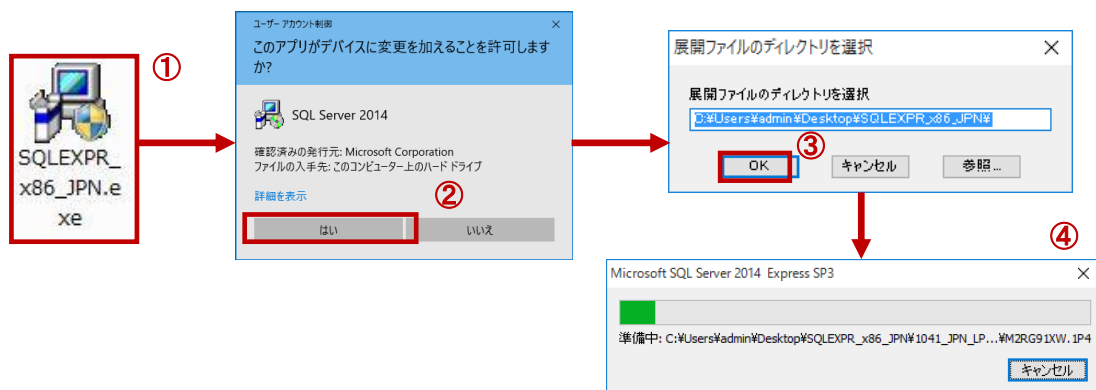 ①
SQLEXPR_
x86_JPN.e
xe
ユーザー アカウント制御
このアプリがデバイスに変更を加えることを許可します
か?
SQL Server 2014
確認済みの発行元: Microsoft Corporation
ファイルの入手先: このコンピューター上のハード ドライブ
詳細を表示
②
はい
いいえ
展開ファイルのディレクトリを選択
展開ファイルのディレクトリを選択
C:¥Users¥admin¥Desktop¥SQLEXPR_x86_JPN¥
③
OK
キャンセル
参照...
④
Microsoft SQL Server 2014 Express SP3
準備中: C:¥Users¥admin¥Desktop¥SQLEXPR_x86_JPN¥1041_JPN_LP...¥M2RG91XW.1P4
キャンセル